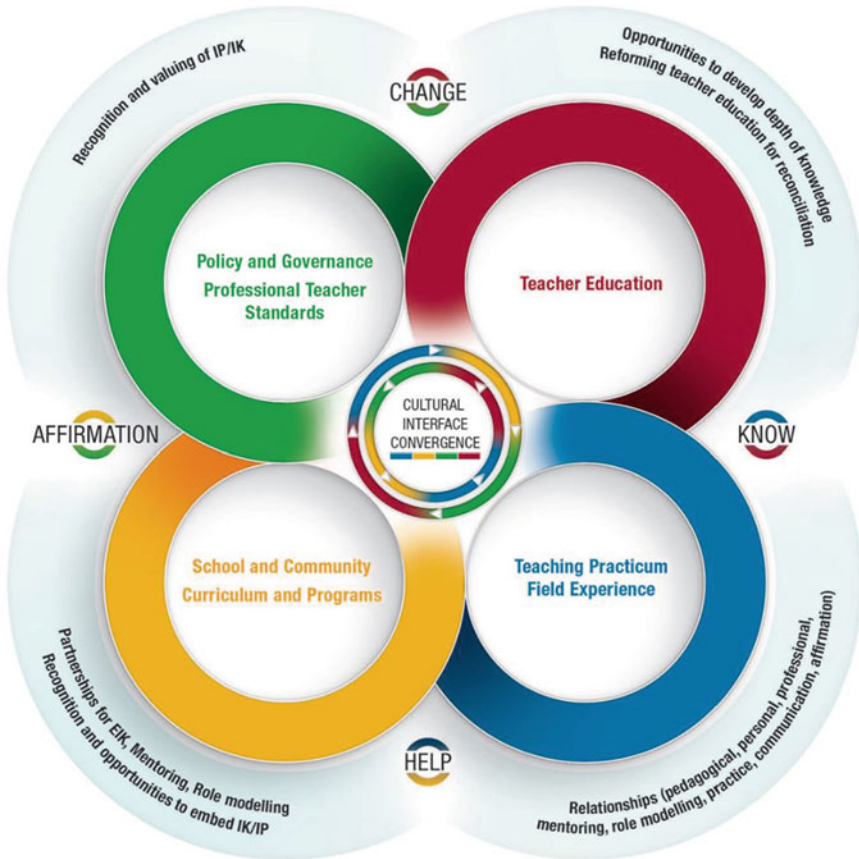 Recognition and valuing of IP/IK
CHANGE
Opportunities to develop depth of knowledge
Reforming teacher education for reconciliation
Policy and Governance
Professional Teacher
Standards
Teacher Education
AFFIRMATION
CULTURAL
INTERFACE
CONVERGENCE
KNOW
School and Community
Curriculum and Programs
Teaching Practicum
Field Experience
Partnerships for EIK, Mentoring, Role modelling
Recognition and opportunities to embed IK/IP
HELP
Relationships (pedagogical, personal, professional,
mentoring, role modelling, practice, communication, affirmation)